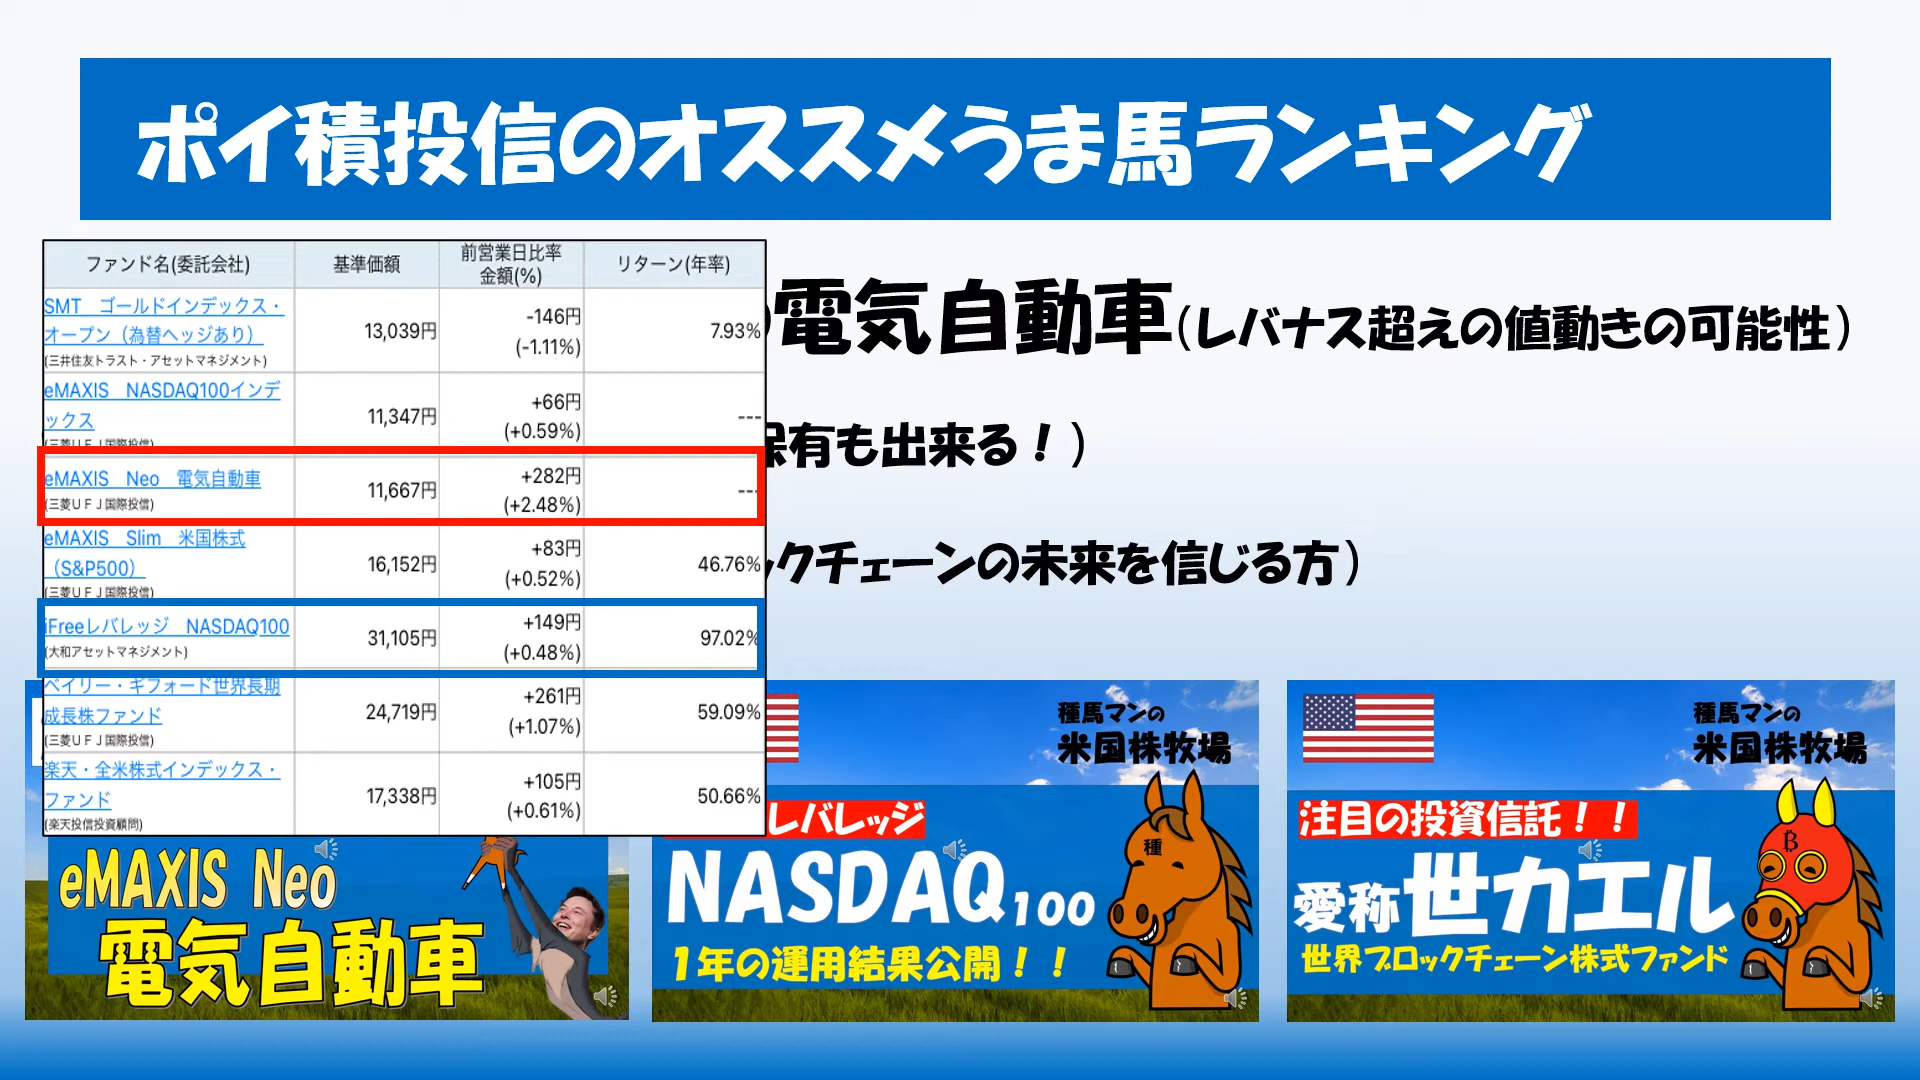 ポイ積投信のオススメうま馬ランキング
ファンド名(委託会社)
基準価額
前営業日比率
金額(%)
リターン(年率)
SMT　ゴールドインデックス・
オープン（為替ヘッジあり）
(三井住友トラスト・アセットマネジメント)
13,039円
-146円
(-1.11%)
7.93%
eMAXIS　NASDAQ100インデ
ックス
(三菱ＵＦＪ国際投信)
11,347円
+66円
(+0.59%)
---
eMAXIS　Neo　電気自動車
(三菱ＵＦＪ国際投信)
11,667円
+282円
(+2.48%)
---
eMAXIS　Slim　米国株式
（S&P500）
(三菱ＵＦＪ国際投信)
16,152円
+83円
(+0.52%)
46.76%
iFreeレバレッジ　NASDAQ100
(大和アセットマネジメント)
31,105円
+149円
(+0.48%)
97.02%
ベイリー・ギフォード世界長期
成長株ファンド
(三菱ＵＦＪ国際投信)
24,719円
+261円
(+1.07%)
59.09%
楽天・全米株式インデックス・
ファンド
(楽天投信投資顧問)
17,338円
+105円
(+0.61%)
50.66%
電気自動車(レバナス超えの値動きの可能性)
保有も出来る！)
ックチェーンの未来を信じる方)
eMAXIS Neo
電気自動車
種馬マンの
米国株牧場
レバレッジ
NASDAQ100
種
1年の運用結果公開！！
種馬マンの
米国株牧場
注目の投資信託！！
愛称世カエル
世界ブロックチェーン株式ファンド